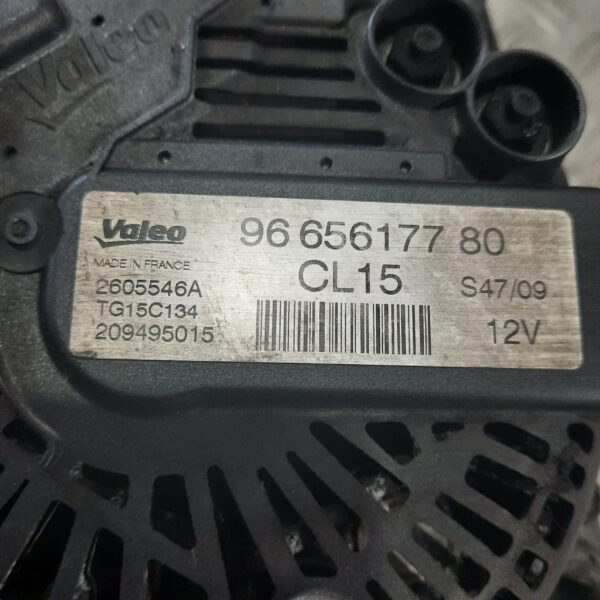 Valeo
Valeo
MADE IN FRANCE
2605546A
TG15C134
209495015
96 656177 80
CL15
S47/09
12V